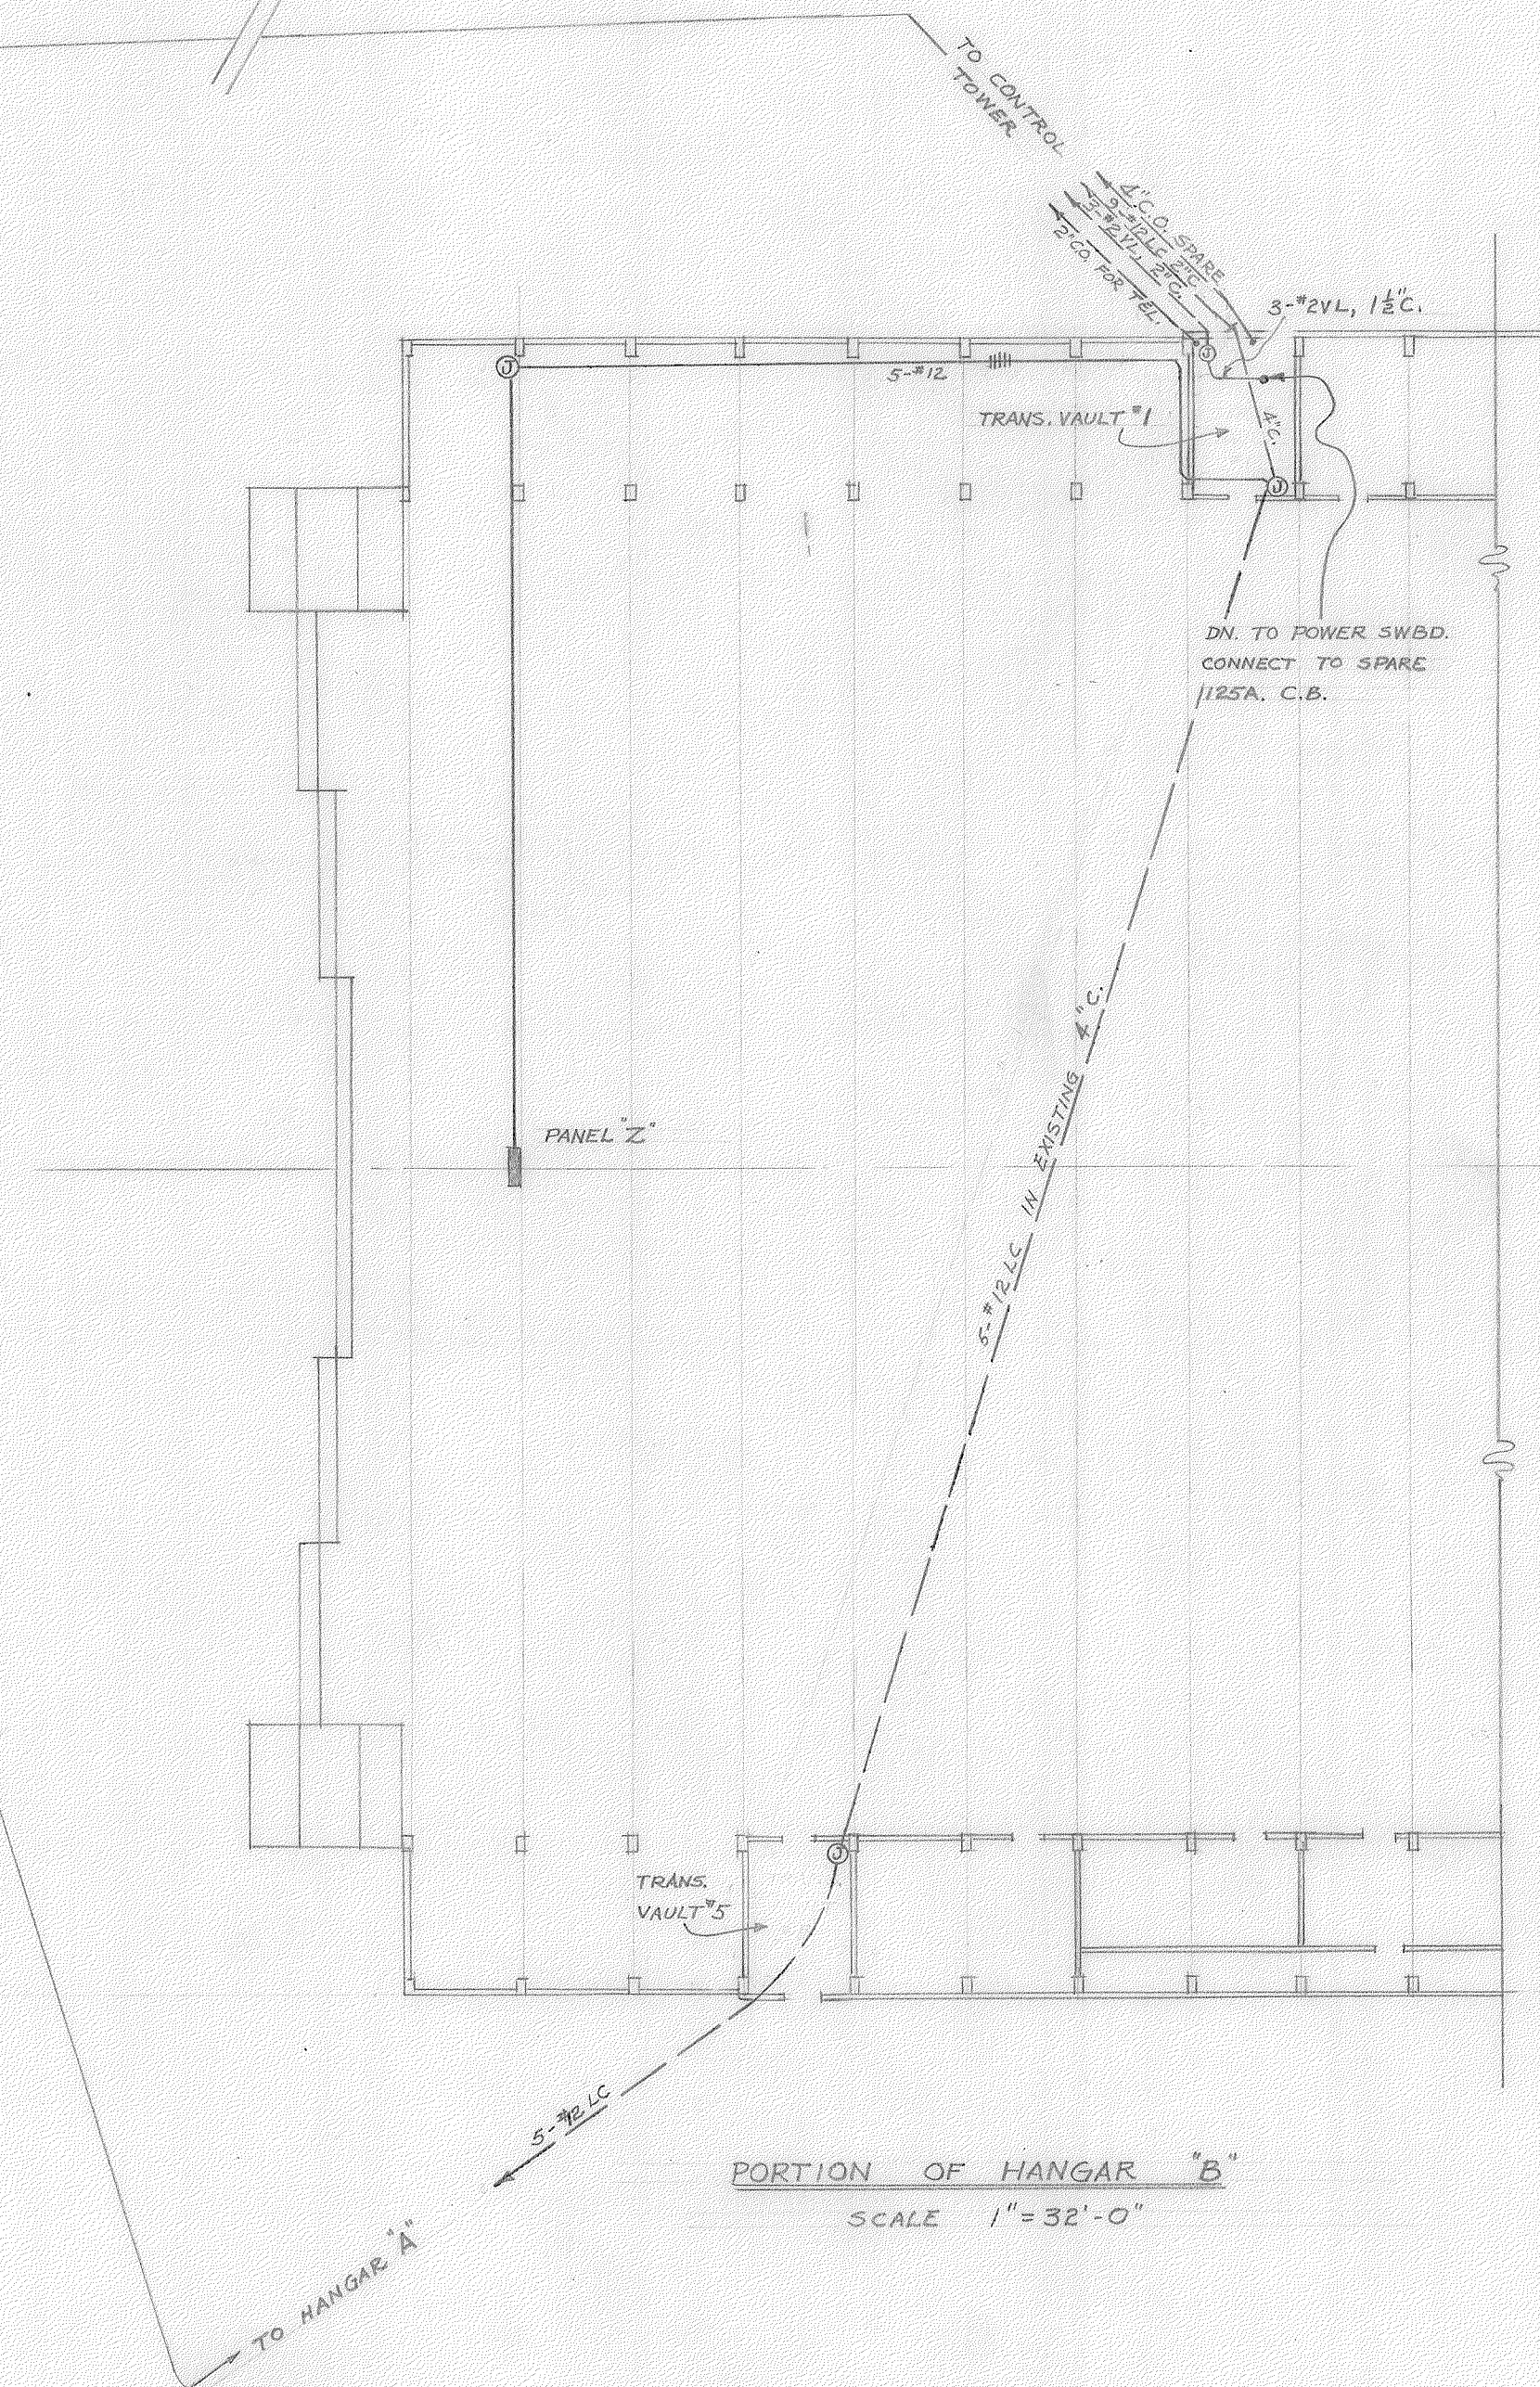 TO CONTROL
TOWER
4" C.O. SPARE
9-#12LC 2"C
3-#2VL, 2"C.
2"CO. FOR TEL.
3-#2VL, 1½"C.
J
J
5-#12
TRANS. VAULT #1
4"C.
J
DN. TO POWER SWBD.
CONNECT TO SPARE
125A. C.B.
PANEL "Z"
5-#12 LC IN EXISTING 4"C.
J
TRANS.
VAULT #5
5-#12 LC
PORTION OF HANGAR "B"
SCALE 1"=32'-0"
TO HANGAR "A"